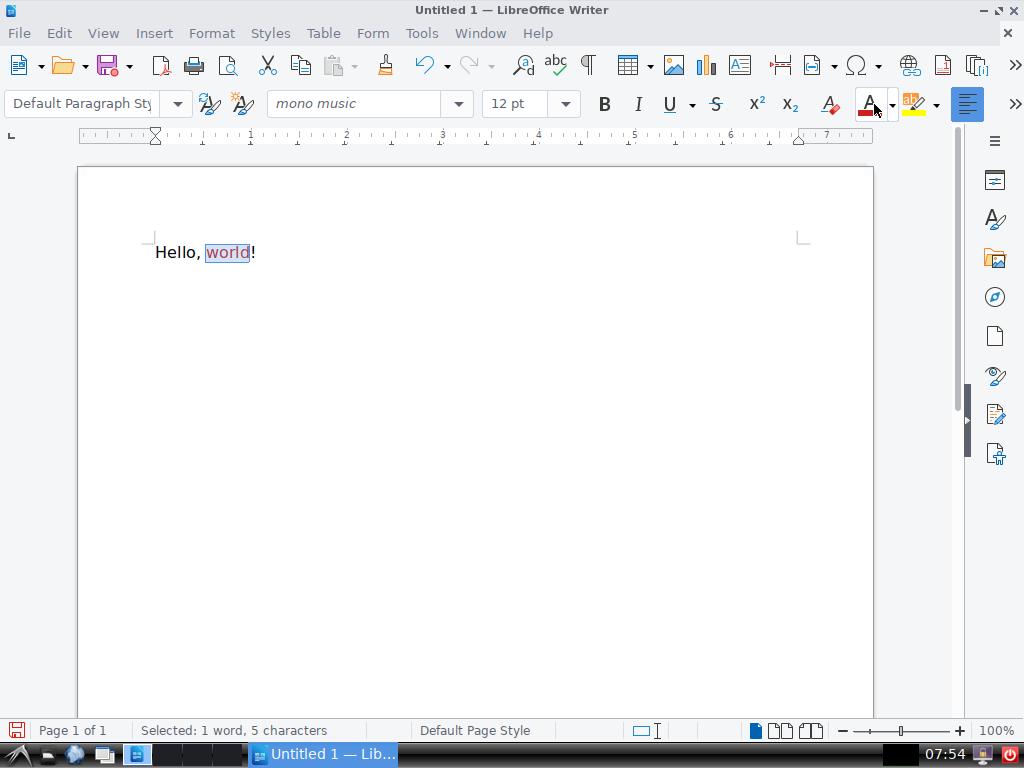 Untitled 1 — LibreOffice Writer
File Edit View Insert Format Styles Table Form Tools Window Help
Default Paragraph Sty mono music 12 pt
1 2 3 4 5 6 7
Hello, world!
Page 1 of 1 Selected: 1 word, 5 characters Default Page Style 100%
Untitled 1 — Lib... 07:54